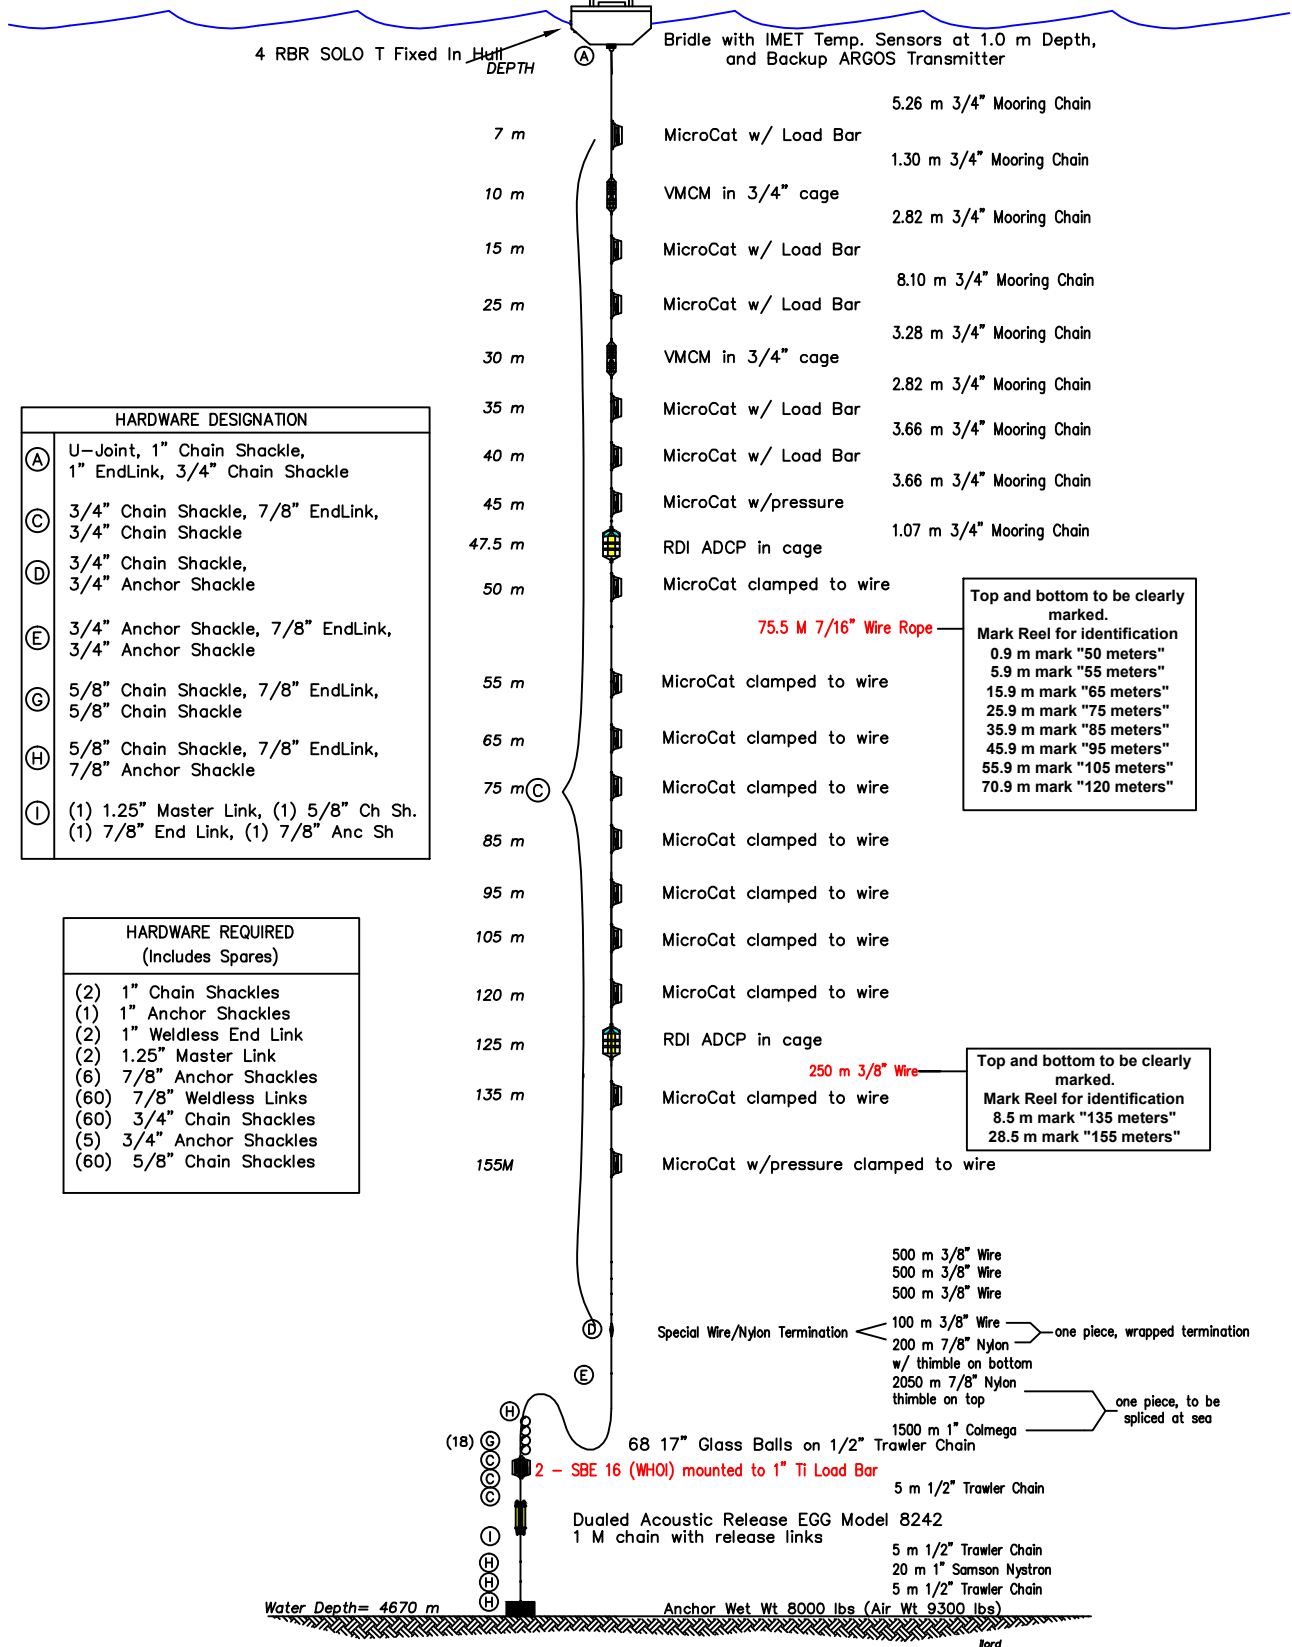 4 RBR SOLO T Fixed In Hull
DEPTH
A
Bridle with IMET Temp. Sensors at 1.0 m Depth,
and Backup ARGOS Transmitter
5.26 m 3/4" Mooring Chain
7 m
MicroCat w/ Load Bar
1.30 m 3/4" Mooring Chain
10 m
VMCM in 3/4" cage
2.82 m 3/4" Mooring Chain
15 m
MicroCat w/ Load Bar
8.10 m 3/4" Mooring Chain
25 m
MicroCat w/ Load Bar
3.28 m 3/4" Mooring Chain
30 m
VMCM in 3/4" cage
2.82 m 3/4" Mooring Chain
35 m
MicroCat w/ Load Bar
3.66 m 3/4" Mooring Chain
40 m
MicroCat w/ Load Bar
3.66 m 3/4" Mooring Chain
45 m
MicroCat w/pressure
1.07 m 3/4" Mooring Chain
47.5 m
RDI ADCP in cage
50 m
MicroCat clamped to wire
75.5 M 7/16" Wire Rope
Top and bottom to be clearly
marked.
Mark Reel for identification
0.9 m mark "50 meters"
5.9 m mark "55 meters"
15.9 m mark "65 meters"
25.9 m mark "75 meters"
35.9 m mark "85 meters"
45.9 m mark "95 meters"
55.9 m mark "105 meters"
70.9 m mark "120 meters"
55 m
MicroCat clamped to wire
65 m
MicroCat clamped to wire
75 m
C
MicroCat clamped to wire
85 m
MicroCat clamped to wire
95 m
MicroCat clamped to wire
105 m
MicroCat clamped to wire
120 m
MicroCat clamped to wire
125 m
RDI ADCP in cage
250 m 3/8" Wire
Top and bottom to be clearly
marked.
Mark Reel for identification
8.5 m mark "135 meters"
28.5 m mark "155 meters"
135 m
MicroCat clamped to wire
155M
MicroCat w/pressure clamped to wire
HARDWARE DESIGNATION
A
U-Joint, 1" Chain Shackle,
1" EndLink, 3/4" Chain Shackle
C
3/4" Chain Shackle, 7/8" EndLink,
3/4" Chain Shackle
D
3/4" Chain Shackle,
3/4" Anchor Shackle
E
3/4" Anchor Shackle, 7/8" EndLink,
3/4" Anchor Shackle
G
5/8" Chain Shackle, 7/8" EndLink,
5/8" Chain Shackle
H
5/8" Chain Shackle, 7/8" EndLink,
7/8" Anchor Shackle
I
(1) 1.25" Master Link, (1) 5/8" Ch Sh.
(1) 7/8" End Link, (1) 7/8" Anc Sh
HARDWARE REQUIRED
(Includes Spares)
(2) 1" Chain Shackles
(1) 1" Anchor Shackles
(2) 1" Weldless End Link
(2) 1.25" Master Link
(6) 7/8" Anchor Shackles
(60) 7/8" Weldless Links
(60) 3/4" Chain Shackles
(5) 3/4" Anchor Shackles
(60) 5/8" Chain Shackles
500 m 3/8" Wire
500 m 3/8" Wire
500 m 3/8" Wire
D
Special Wire/Nylon Termination
100 m 3/8" Wire
200 m 7/8" Nylon
one piece, wrapped termination
w/ thimble on bottom
E
2050 m 7/8" Nylon
thimble on top
one piece, to be
spliced at sea
1500 m 1" Colmega
H
(18) G
68 17" Glass Balls on 1/2" Trawler Chain
C
2 - SBE 16 (WHOI) mounted to 1" Ti Load Bar
C
5 m 1/2" Trawler Chain
C
Dualed Acoustic Release EGG Model 8242
1 M chain with release links
I
5 m 1/2" Trawler Chain
H
20 m 1" Samson Nystron
H
5 m 1/2" Trawler Chain
H
Water Depth= 4670 m
Anchor Wet Wt 8000 lbs (Air Wt 9300 lbs)